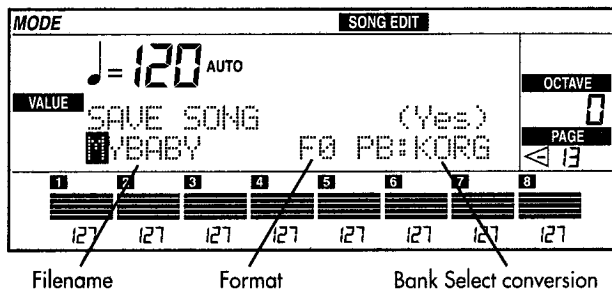 MODE SONG EDIT
♩=120 AUTO
OCTAVE
0
VALUE
SAVE SONG (Yes)
MYBABY F0 PB:KORG
PAGE
13
1 2 3 4 5 6 7 8
127 127 127 127 127 127 127 127
Filename Format Bank Select conversion